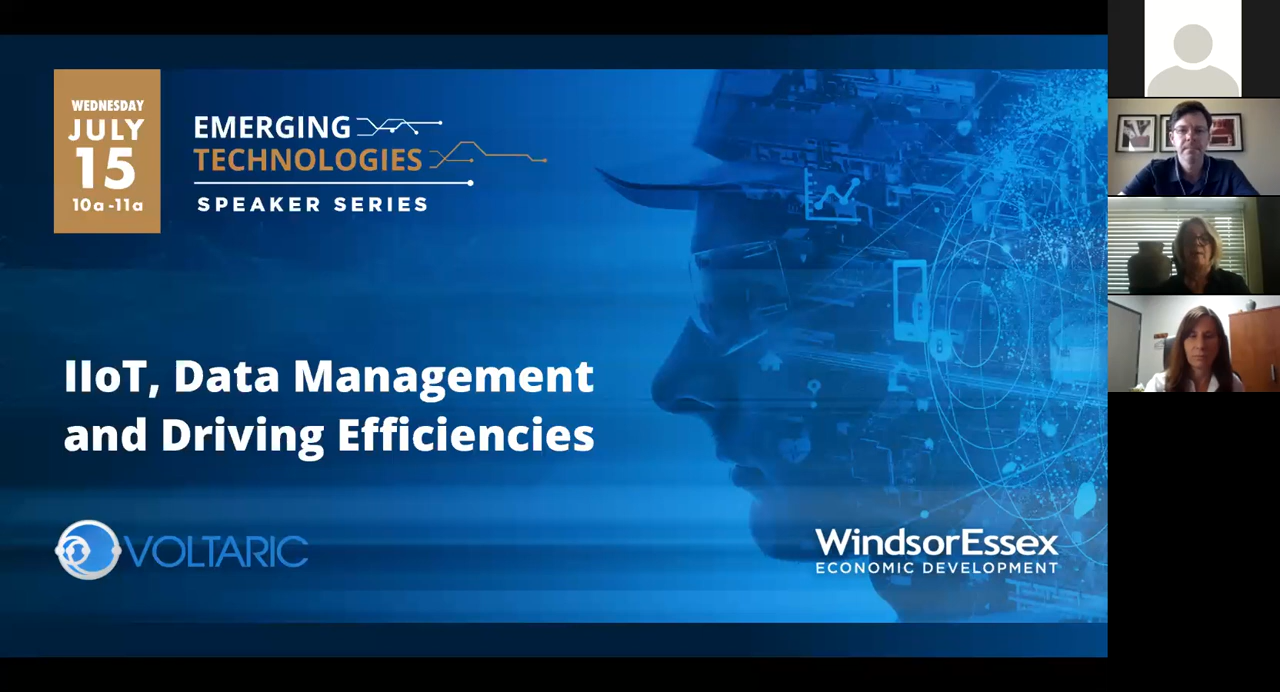 WEDNESDAY
JULY
15
10a-11a
EMERGING
TECHNOLOGIES
SPEAKER SERIES
IIoT, Data Management
and Driving Efficiencies
VOLTARIC
WindsorEssex
ECONOMIC DEVELOPMENT